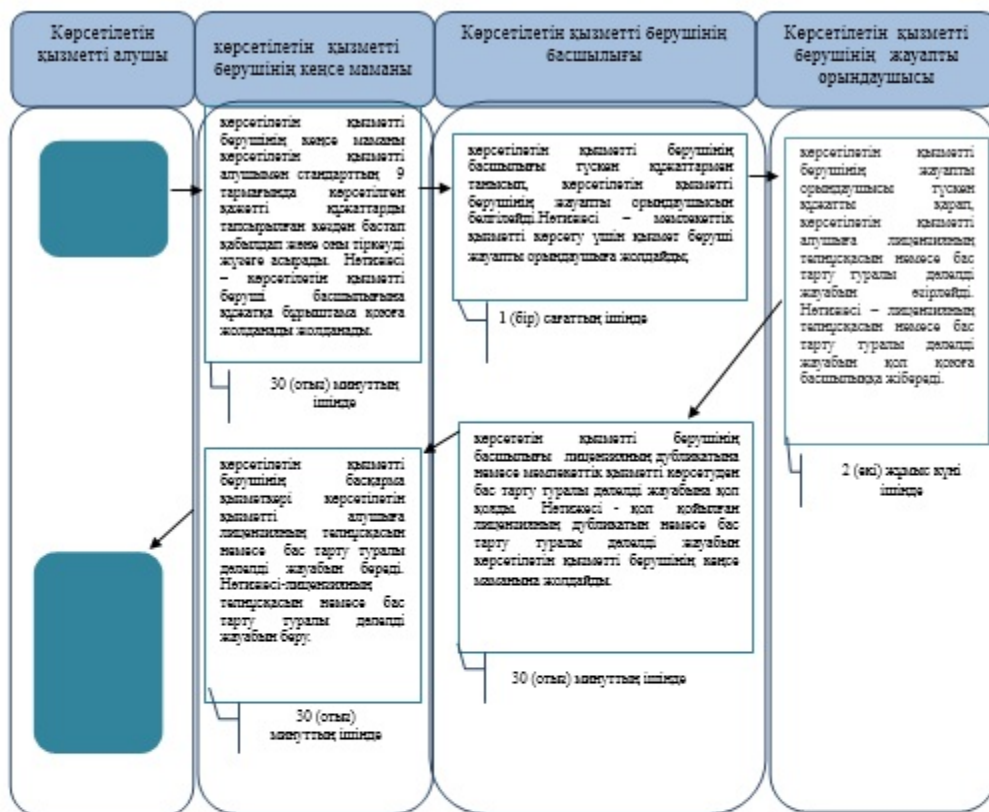 Көрсетілетін
қызметті алушы
көрсетілетін қызметті
берушінің кеңсе маманы
Көрсетілетін қызметті берушінің
басшылығы
Көрсетілетін қызметті
берушінің жауапты
орындаушысы
көрсетілетін қызметті
берушінің кеңсе маманы
көрсетілетін қызметті
алушымен стандарттың 9
тармағында көрсетілген
қажетті құжаттарды
тапсырылған кезден бастап
қабылдап және оны тіркеуді
жүзеге асырады. Нәтижесі
– көрсетілетін қызметті
беруші басшылығына
құжатқа бұрыштама қоюға
жолданады жолданады.
30 (отыз) минуттың
ішінде
көрсетілетін қызметті берушінің
басшылығы түскен құжаттармен
танысып, көрсетілетін қызметті
берушінің жауапты орындаушысын
белгілейді.Нәтижесі – мемлекеттік
қызметті көрсету үшін қызмет беруші
жауапты орындаушыға жолдайды;
1 (бір) сағаттың ішінде
көрсетілетін қызметті
берушінің жауапты
орындаушысы түскен
құжатты қарап,
көрсетілетін қызметті
алушыға лицензияның
телнұсқасын немесе бас
тарту туралы дәлелді
жауабын әзірлейді.
Нәтижесі – лицензияның
телнұсқасын немесе бас
тарту туралы дәлелді
жауабын қол қоюға
басшылыққа жібереді.
2 (екі) жұмыс күні
ішінде
көрсететін қызметті берушінің
басшылығы лицензияның дубликатына
немесе мемлекеттік қызметті көрсетуден
бас тарту туралы дәлелді жауабына қол
қояды. Нәтижесі - қол қойылған
лицензияның дубликатын немесе бас
тарту туралы дәлелді жауабын
көрсетілетін қызметті берушінің кеңсе
маманына жолдайды.
30 (отыз) минуттың ішінде
көрсетілетін қызметті
берушінің басқарма
қызметкері көрсетілетін
қызметті алушыға
лицензияның телнұсқасын
немесе бас тарту туралы
дәлелді жауабын береді.
Нәтижесі-лицензияның
телнұсқасын немесе бас
тарту туралы дәлелді
жауабын беру.
30 (отыз)
минуттың ішінде